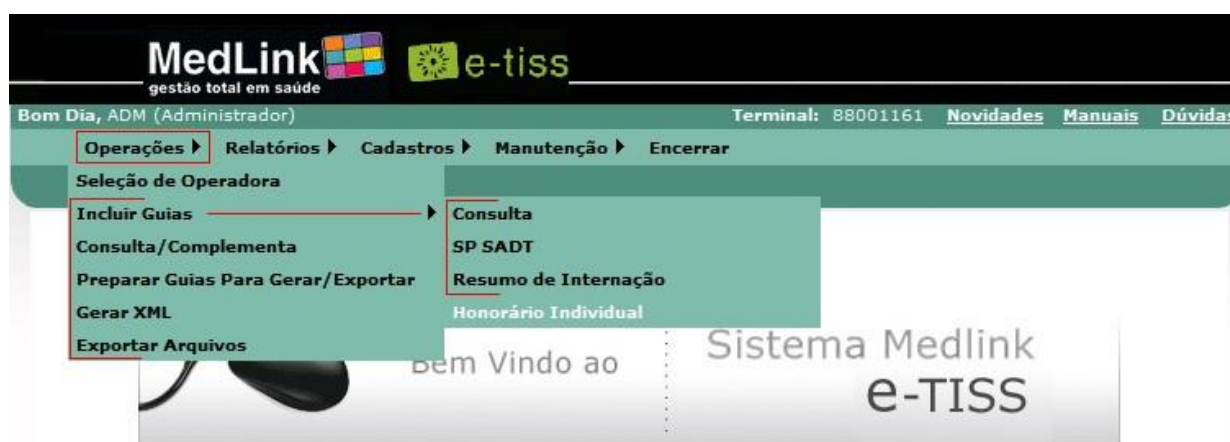 MedLink e-tiss
gestão total em saúde
Bom Dia, ADM (Administrador) Terminal: 88001161 Novidades Manuais Dúvidas
Operações Relatórios Cadastros Manutenção Encerrar
Seleção de Operadora
Incluir Guias Consulta
Consulta/Complementa SP SADT
Preparar Guias Para Gerar/Exportar Resumo de Internação
Gerar XML Honorário Individual
Exportar Arquivos
Bem Vindo ao Sistema Medlink
e-TISS